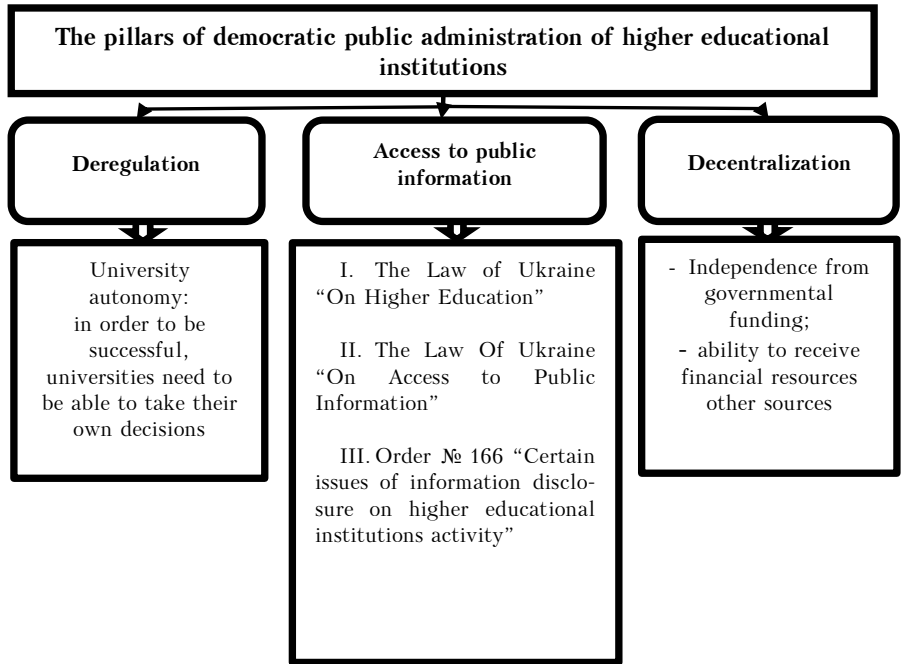 The pillars of democratic public administration of higher educational
institutions
Deregulation
Access to public
information
Decentralization
University
autonomy:
in order to be
successful,
universities need to
be able to take their
own decisions
I. The Law of Ukraine
“On Higher Education”
II. The Law Of Ukraine
“On Access to Public
Information”
III. Order № 166 “Certain
issues of information disclo-
sure on higher educational
institutions activity”
- Independence from
governmental
funding;
- ability to receive
financial resources
other sources